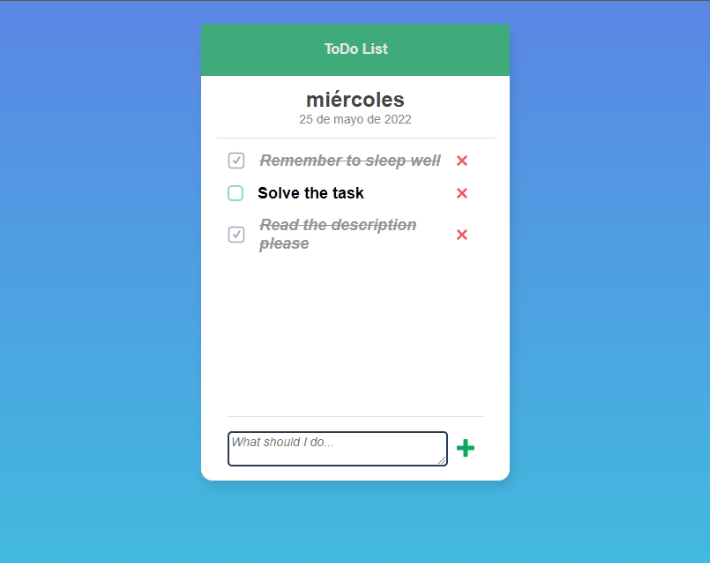 ToDo List
miércoles
25 de mayo de 2022
Remember to sleep well
Solve the task
Read the description
please
What should I do...